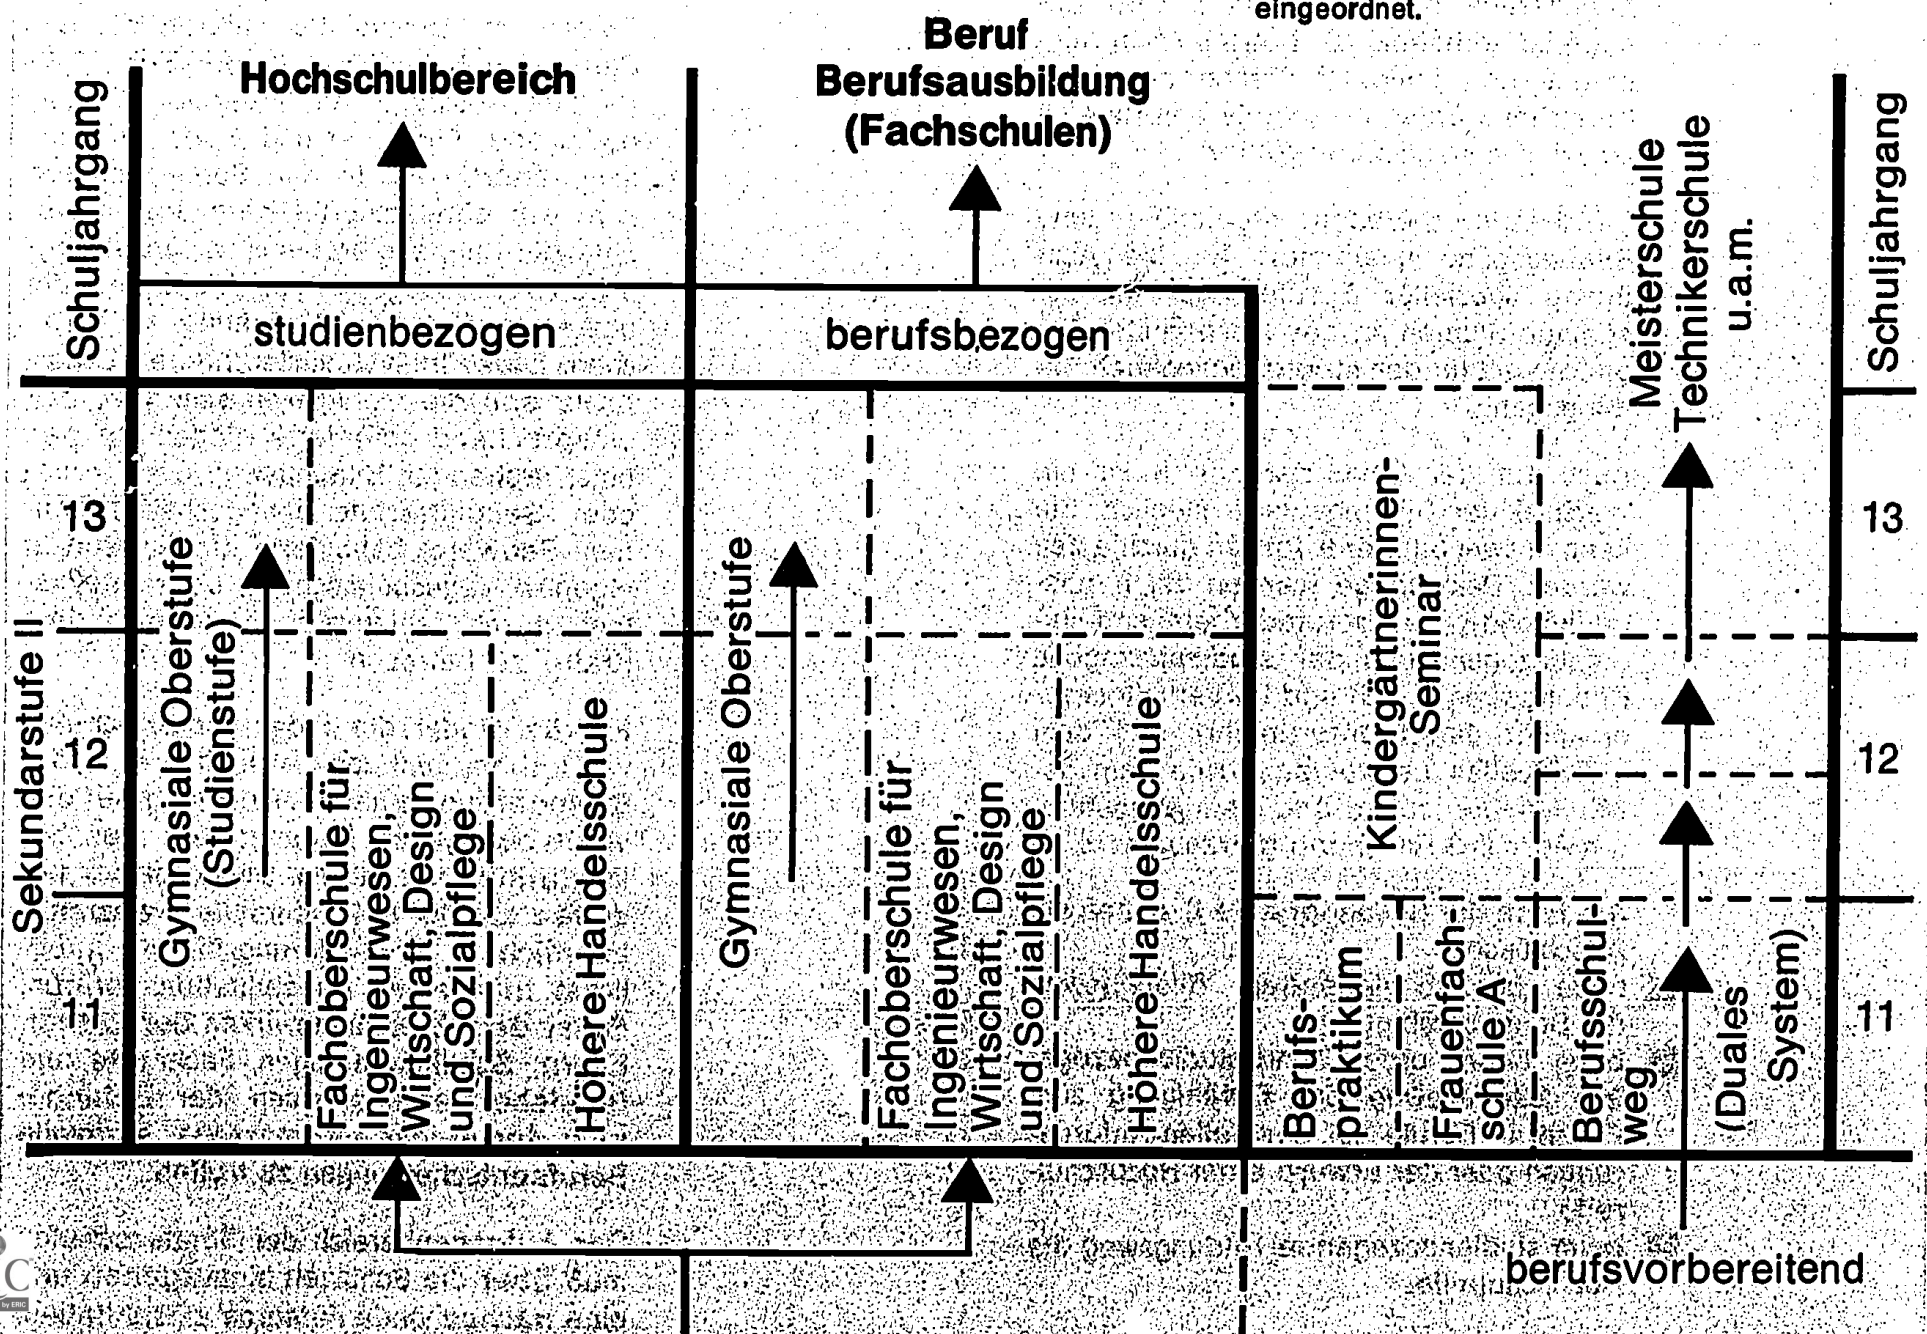 eingeordnet.
Hochschulbereich
Beruf
Berufsausbildung
(Fachschulen)
Schuljahrgang
studienbezogen
berufsbezogen
Meisterschule
Technikerschule
u.a.m.
Schuljahrgang
Sekundarstufe II
13
12
11
Gymnasiale Oberstufe
(Studienstufe)
Fachoberschule für
Ingenieurwesen,
Wirtschaft, Design
und Sozialpflege
Höhere Handelsschule
Gymnasiale Oberstufe
Fachoberschule für
Ingenieurwesen,
Wirtschaft, Design
und Sozialpflege
Höhere Handelsschule
Kindergärtnerinnen-
Seminar
Berufs-
praktikum
Frauenfach-
schule A
Berufsschul-
weg
(Duales
System)
13
12
11
berufsvorbereitend
C
by ERIC